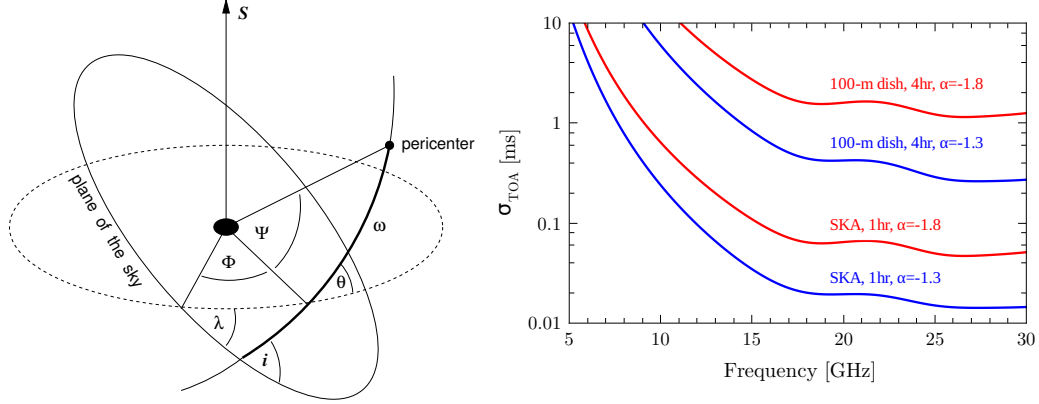 S
pericenter
plane of the sky
ω
Ψ
Φ
θ
λ
i
10
1
0.1
0.01
σTOA [ms]
100-m dish, 4hr, α=-1.8
100-m dish, 4hr, α=-1.3
SKA, 1hr, α=-1.8
SKA, 1hr, α=-1.3
5 10 15 20 25 30
Frequency [GHz]